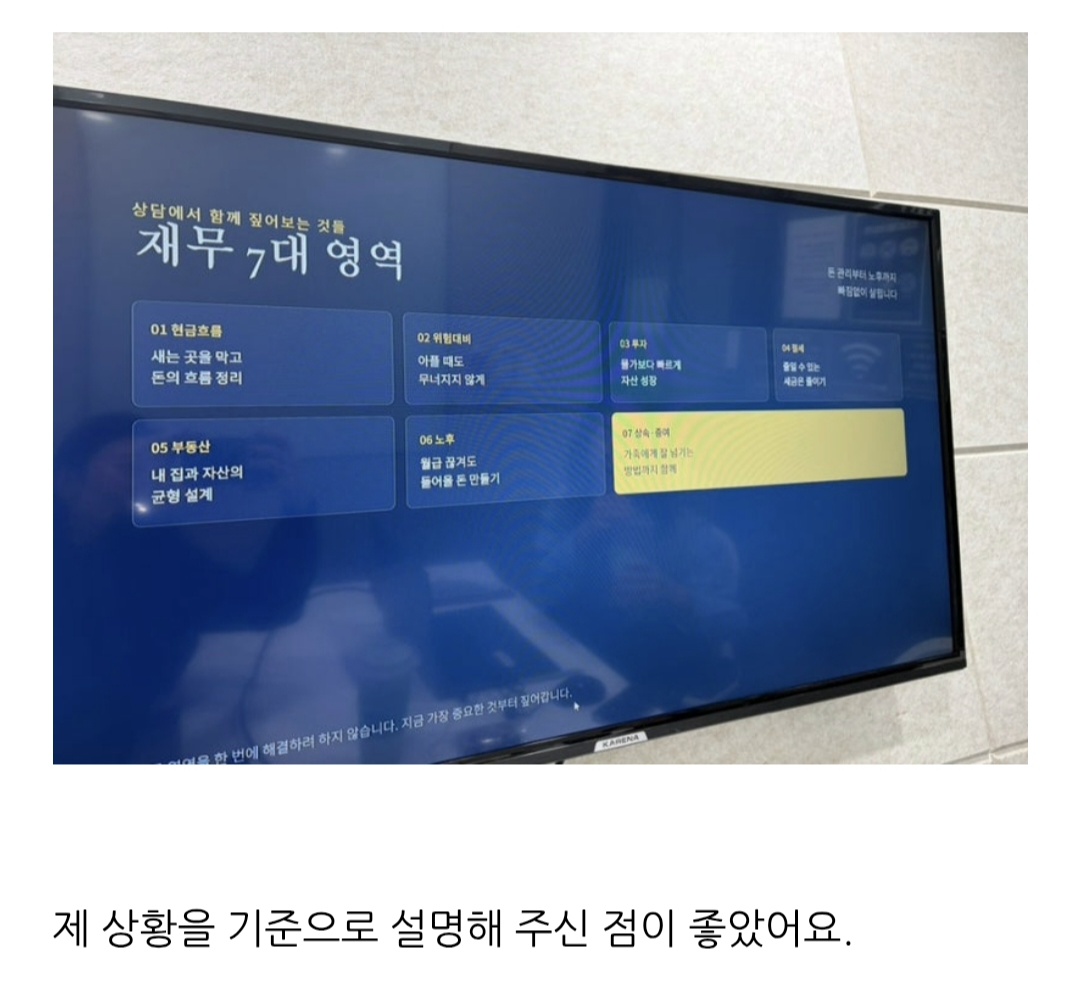 상담에서 함께 짚어보는 것들
재무 7대 영역
돈 관리부터 노후까지
빠짐없이 살핍니다
01 현금흐름
새는 곳을 막고
돈의 흐름 정리
02 위험대비
아플 때도
무너지지 않게
03 투자
물가보다 빠르게
자산 성장
04 절세
줄일 수 있는
세금은 줄이기
05 부동산
내 집과 자산의
균형 설계
06 노후
월급 끊겨도
들어올 돈 만들기
07 상속·증여
가족에게 잘 넘기는
방법까지 함께
영역을 한 번에 해결하려 하지 않습니다. 지금 가장 중요한 것부터 짚어갑니다.
KARENA
제 상황을 기준으로 설명해 주신 점이 좋았어요.